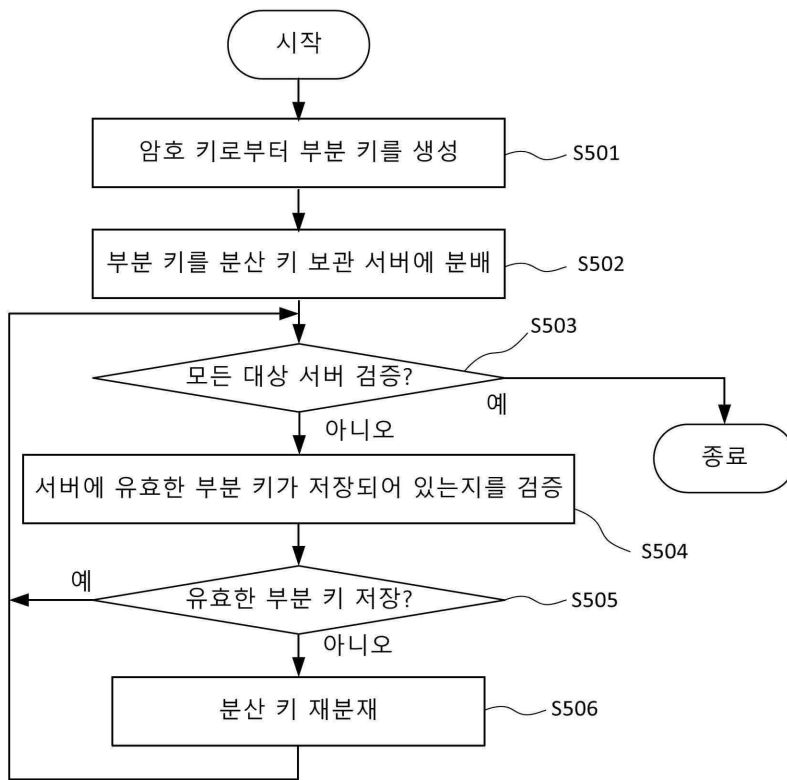 시작
암호 키로부터 부분 키를 생성
S501
부분 키를 분산 키 보관 서버에 분배
S502
S503
모든 대상 서버 검증?
예
아니오
종료
서버에 유효한 부분 키가 저장되어 있는지를 검증
S504
예
유효한 부분 키 저장?
S505
아니오
분산 키 재분재
S506